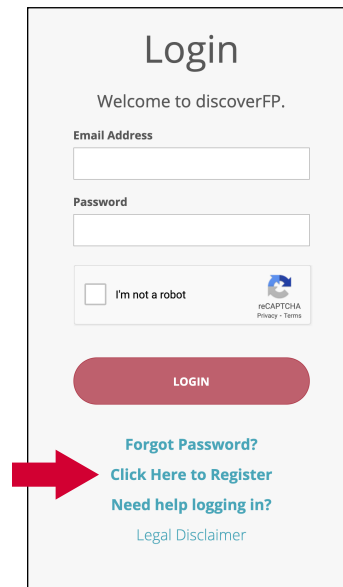 Login
Welcome to discoverFP.
Email Address
Password
I'm not a robot
reCAPTCHA
Privacy - Terms
LOGIN
Forgot Password?
Click Here to Register
Need help logging in?
Legal Disclaimer